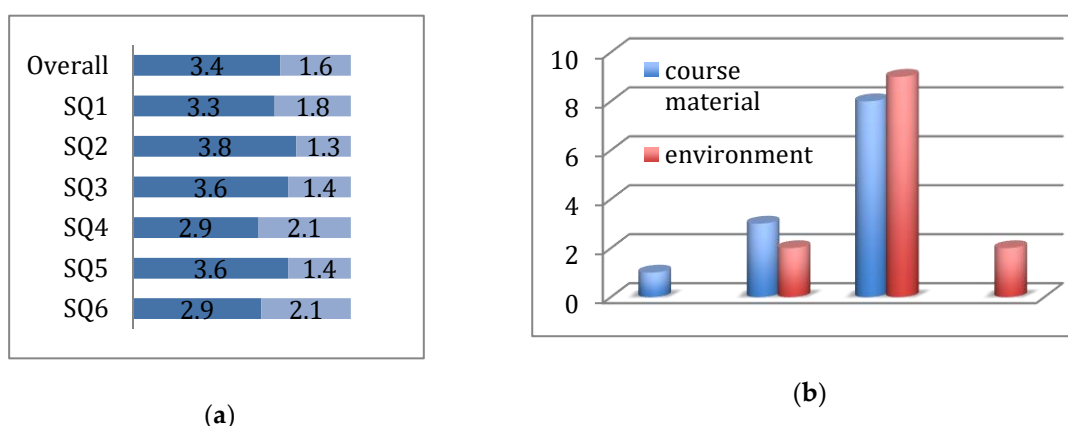 Overall 3.4 1.6
SQ1 3.3 1.8
SQ2 3.8 1.3
SQ3 3.6 1.4
SQ4 2.9 2.1
SQ5 3.6 1.4
SQ6 2.9 2.1
(a)
10
8
6
4
2
0
course
material
environment
(b)